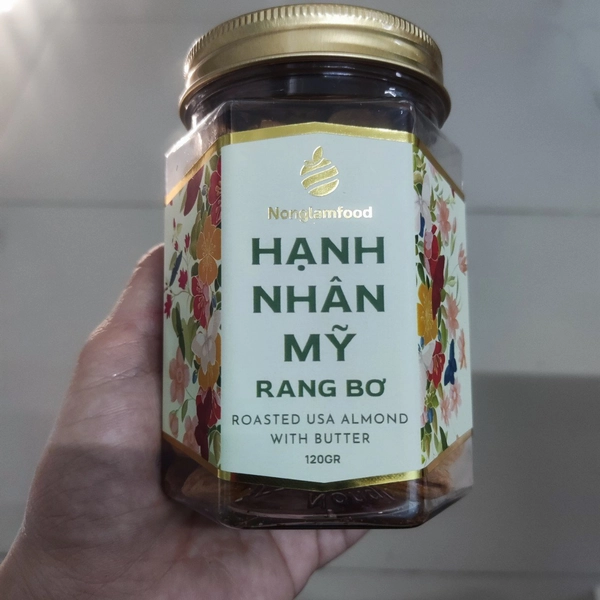 Nonglamfood
HẠNH
NHÂN
MỸ
RANG BƠ
ROASTED USA ALMOND
WITH BUTTER
120GR